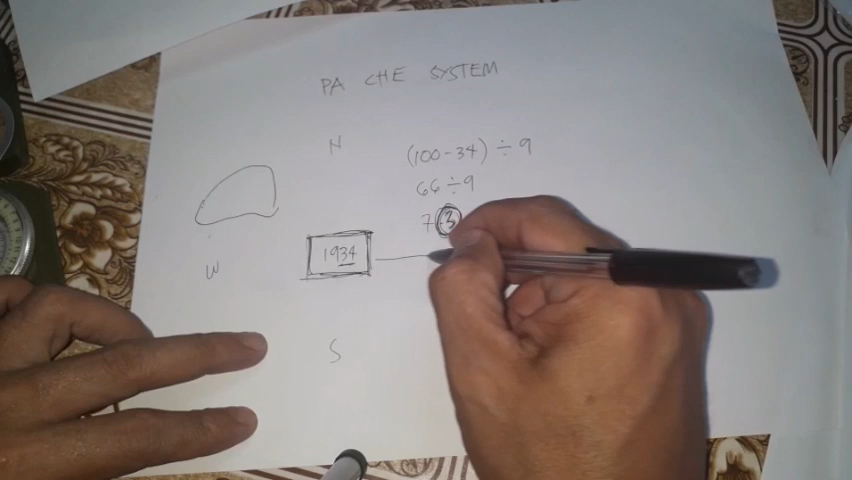 PA CHE SYSTEM
N
(100-34) ÷ 9
66 ÷ 9
7.3
1934
W
S